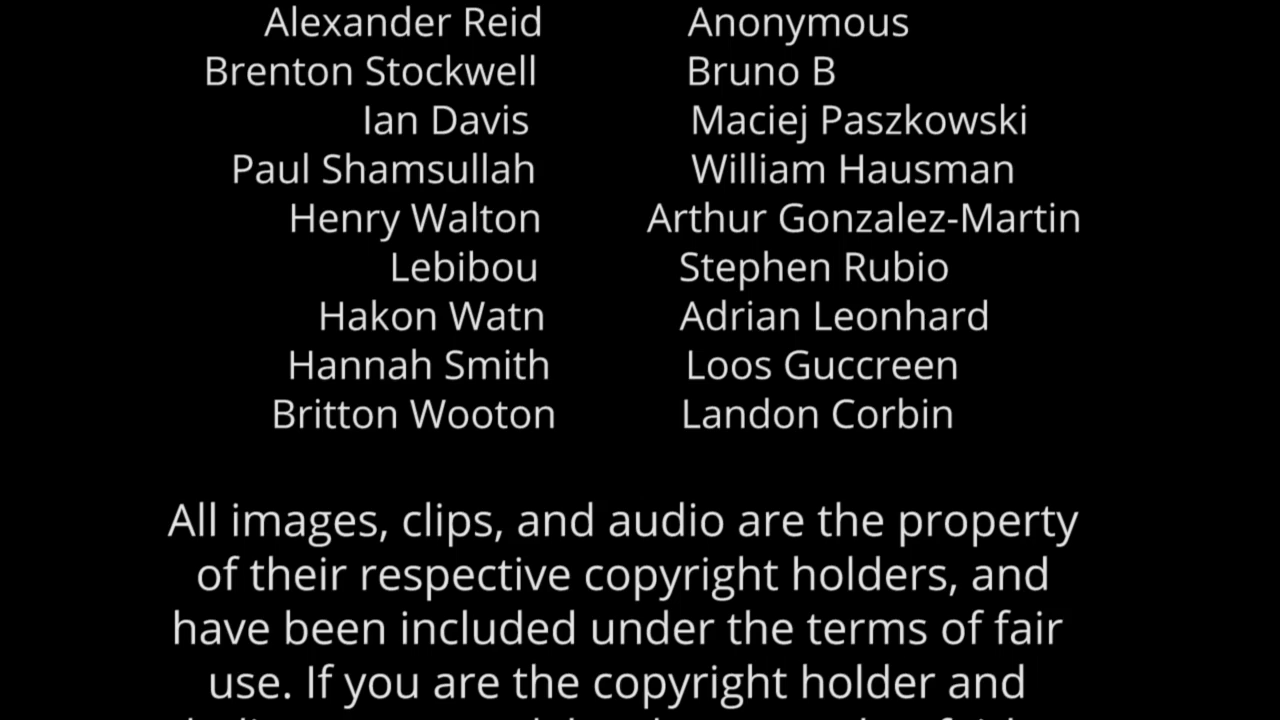 Alexander Reid Anonymous
Brenton Stockwell Bruno B
Ian Davis Maciej Paszkowski
Paul Shamsullah William Hausman
Henry Walton Arthur Gonzalez-Martin
Lebibou Stephen Rubio
Hakon Watn Adrian Leonhard
Hannah Smith Loos Guccreen
Britton Wooton Landon Corbin
All images, clips, and audio are the property
of their respective copyright holders, and
have been included under the terms of fair
use. If you are the copyright holder and